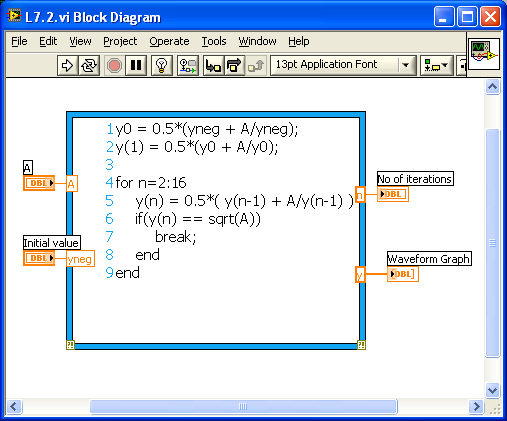 L7.2.vi Block Diagram
File Edit View Project Operate Tools Window Help
13pt Application Font
1 y0 = 0.5*(yneg + A/yneg);
2 y(1) = 0.5*(y0 + A/y0);
3
4 for n=2:16
5 y(n) = 0.5*( y(n-1) + A/y(n-1) )
6 if(y(n) == sqrt(A))
7 break;
8 end
9 end
A
DBL
A
Initial value
DBL
yneg
No of iterations
n
DBL
Waveform Graph
y
DBL